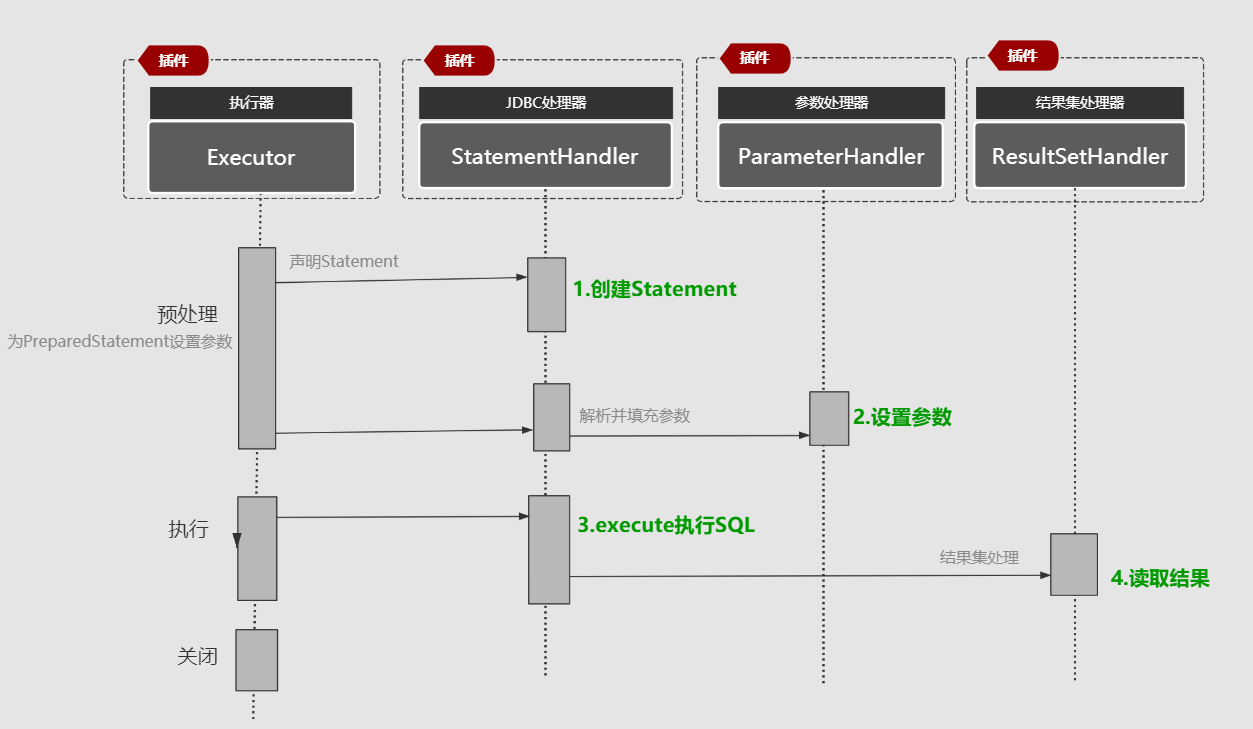 插件
插件
插件
插件
执行器
JDBC处理器
参数处理器
结果集处理器
Executor
StatementHandler
ParameterHandler
ResultSetHandler
声明Statement
1.创建Statement
预处理
为PreparedStatement设置参数
解析并填充参数
2.设置参数
执行
3.execute执行SQL
结果集处理
4.读取结果
关闭